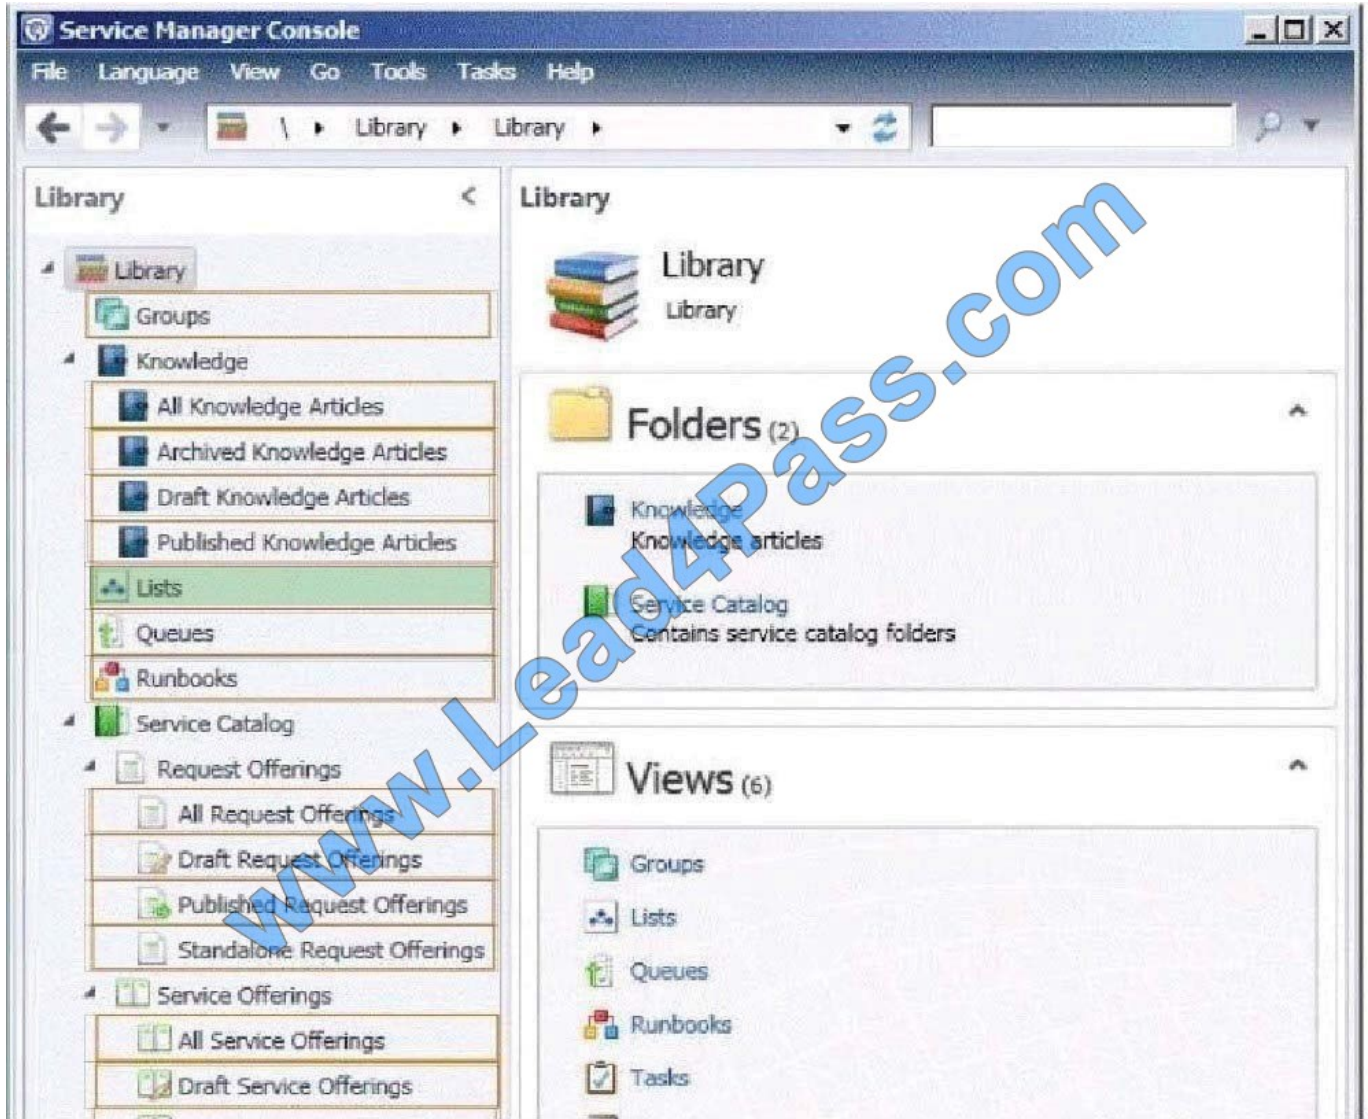 Service Manager Console
File Language View Go Tools Tasks Help
\ Library Library
Library <
Library
Groups
Knowledge
All Knowledge Articles
Archived Knowledge Articles
Draft Knowledge Articles
Published Knowledge Articles
Lists
Queues
Runbooks
Service Catalog
Request Offerings
All Request Offerings
Draft Request Offerings
Published Request Offerings
Standalone Request Offerings
Service Offerings
All Service Offerings
Draft Service Offerings
Library
Library
Library
Folders (2)
Knowledge
Knowledge articles
Service Catalog
Contains service catalog folders
Views (6)
Groups
Lists
Queues
Runbooks
Tasks
www.Lead4Pass.com